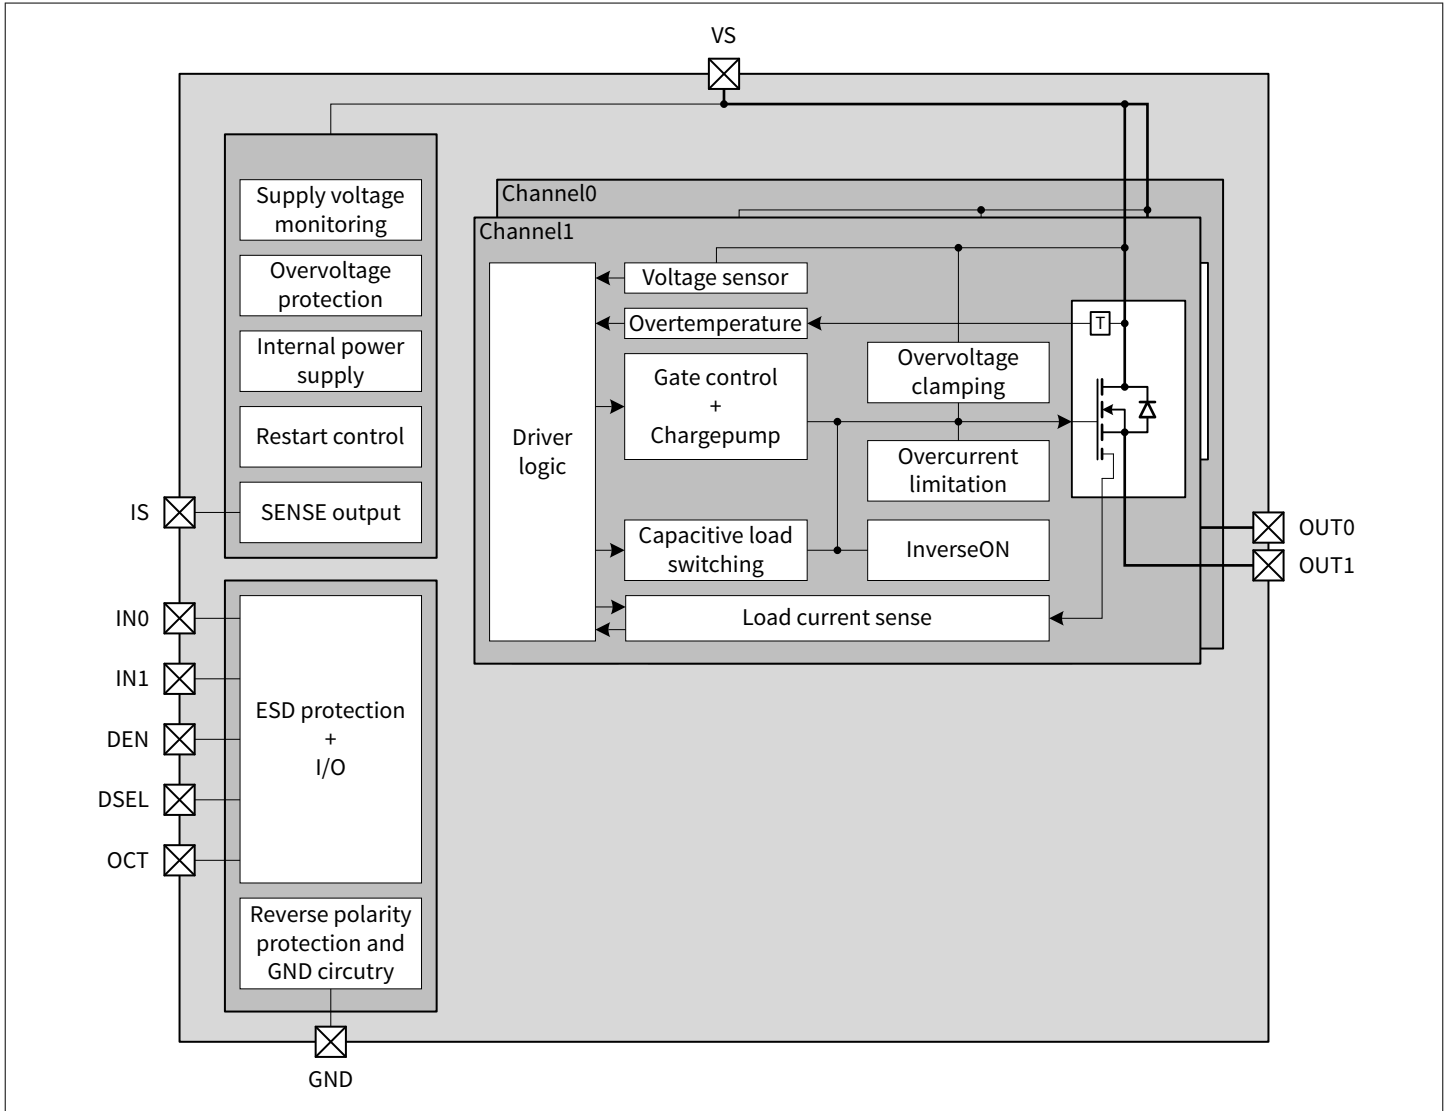 VS
Supply voltage
monitoring
Overvoltage
protection
Internal power
supply
Restart control
SENSE output
IS
Channel0
Channel1
Driver
logic
Voltage sensor
Overtemperature
Gate control
+
Chargepump
Capacitive load
switching
Load current sense
Overvoltage
clamping
Overcurrent
limitation
InverseON
T
OUT0
OUT1
IN0
IN1
DEN
DSEL
OCT
ESD protection
+
I/O
Reverse polarity
protection and
GND circutry
GND